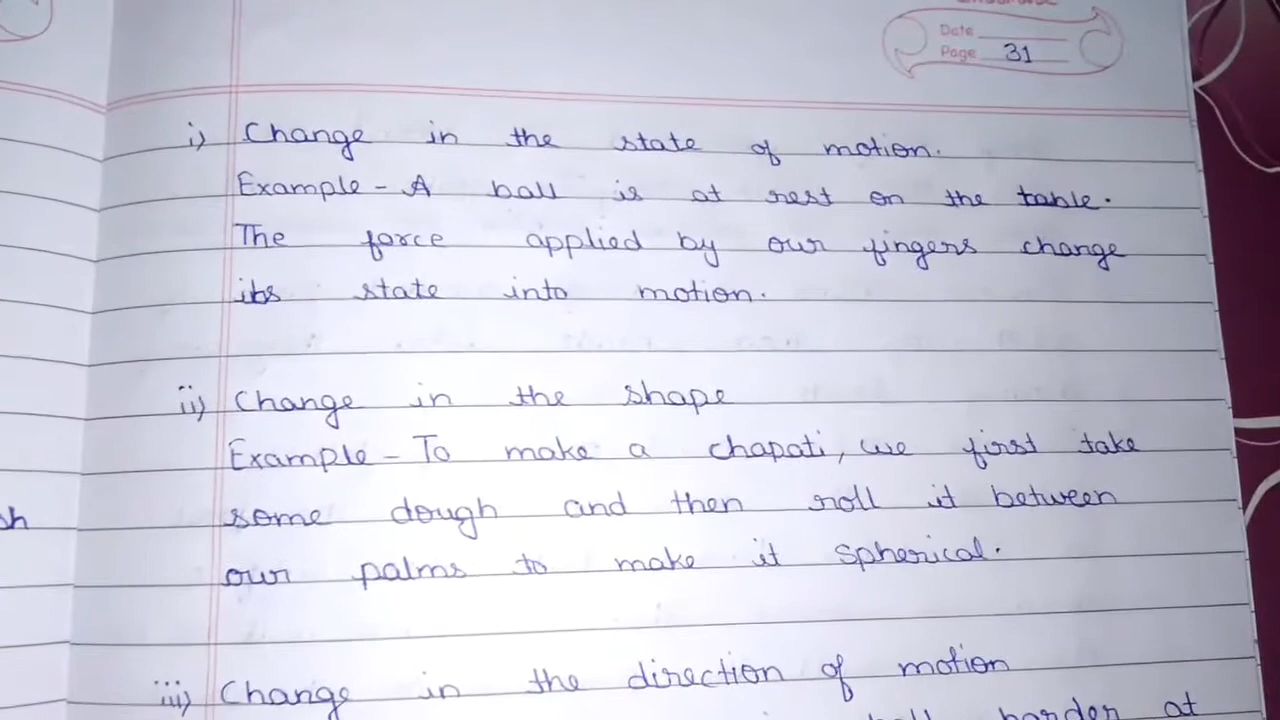 Date
Page 31
i) Change in the state of motion.
Example - A ball is at rest on the table.
The force applied by our fingers change
its state into motion.
ii) Change in the shape
Example - To make a chapati, we first take
some dough and then roll it between
our palms to make it spherical.
iii) Change in the direction of motion
harder at